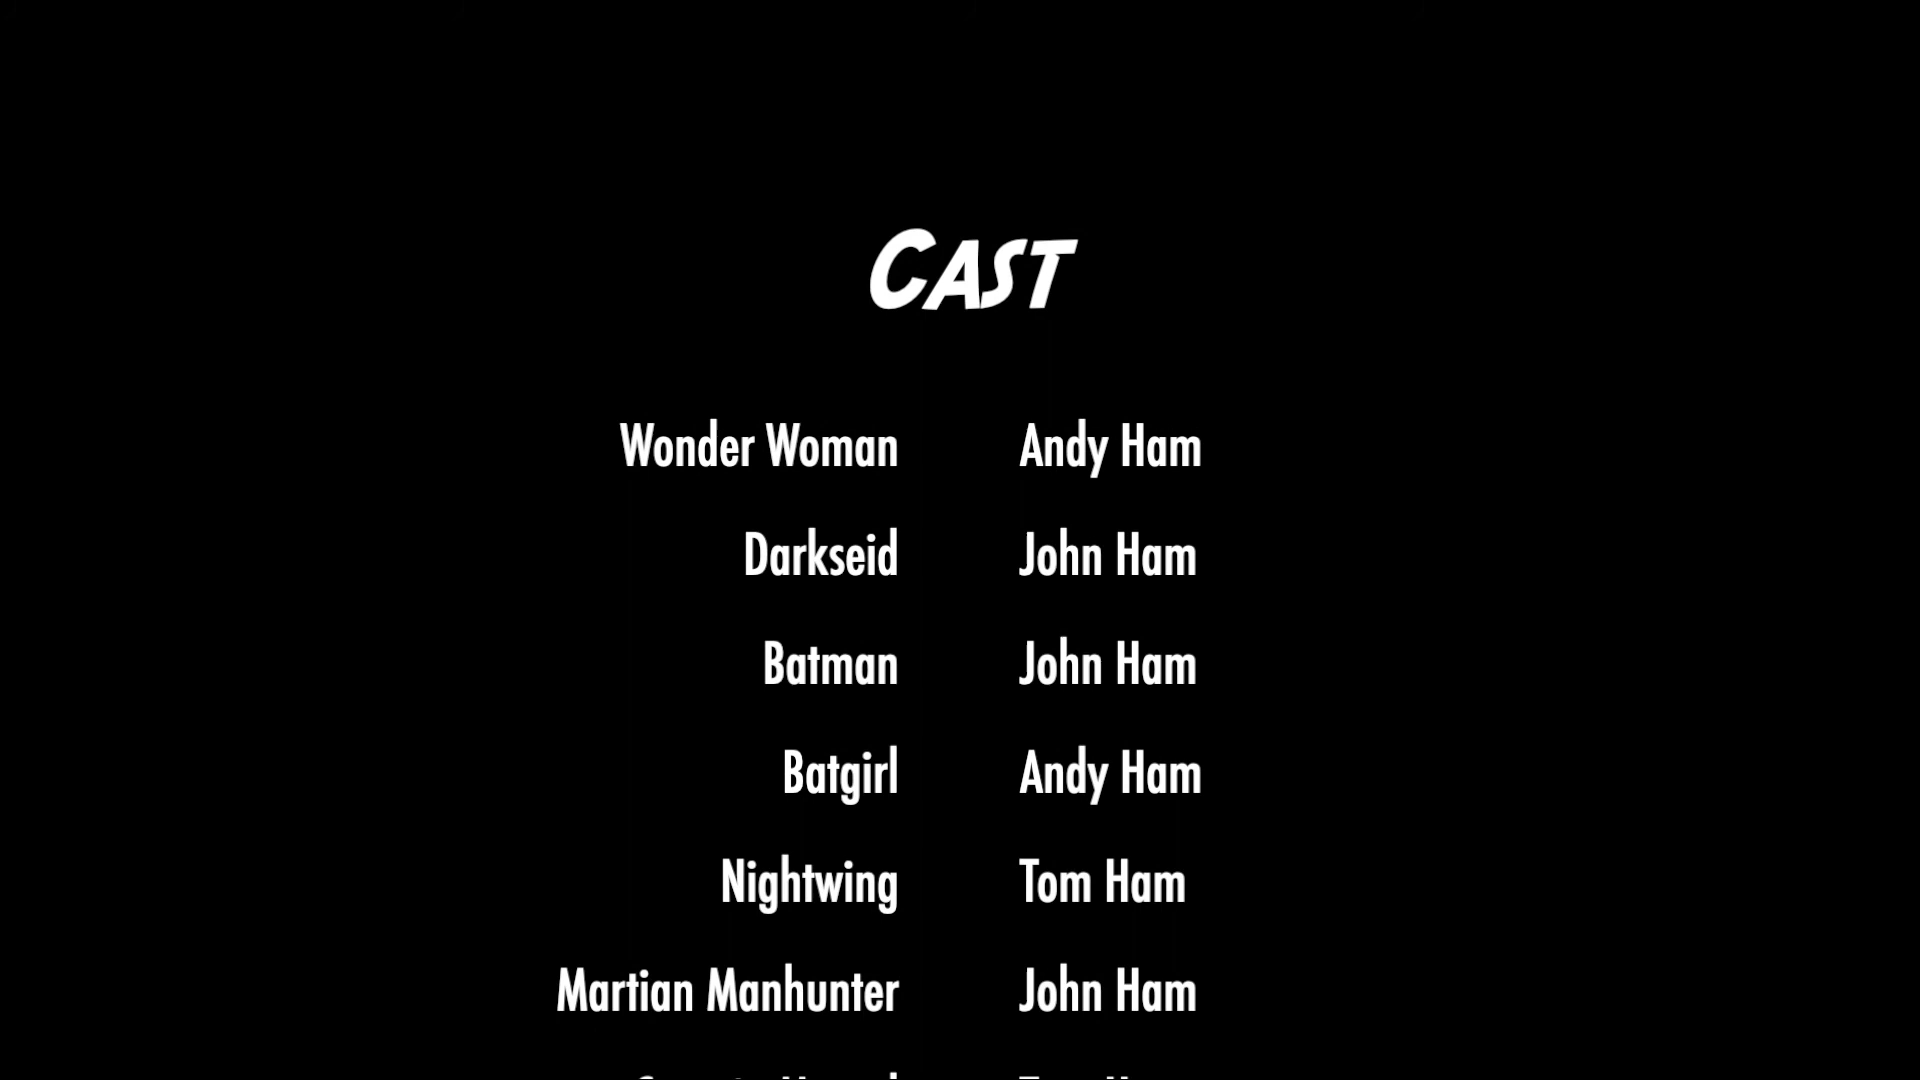 CAST
Wonder Woman Andy Ham
Darkseid John Ham
Batman John Ham
Batgirl Andy Ham
Nightwing Tom Ham
Martian Manhunter John Ham